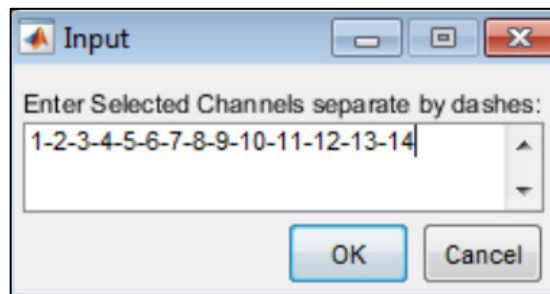 Input
Enter Selected Channels separate by dashes:
1-2-3-4-5-6-7-8-9-10-11-12-13-14
OK Cancel